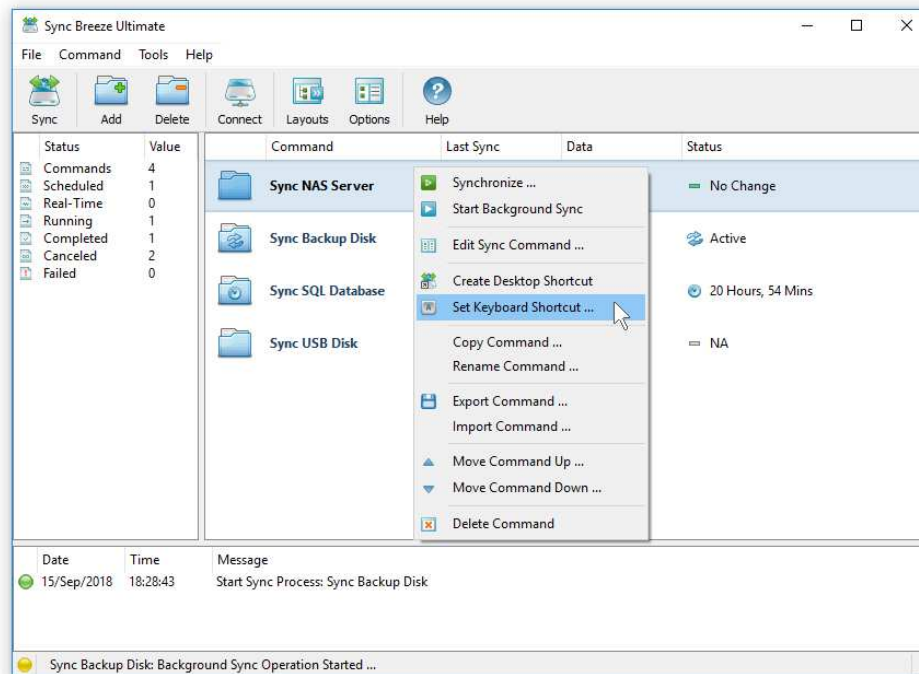 Sync Breeze Ultimate
File Command Tools Help
Sync Add Delete Connect Layouts Options Help
Status Value
Commands 4
Scheduled 1
Real-Time 0
Running 1
Completed 1
Canceled 2
Failed 0
Command Last Sync Data Status
Sync NAS Server No Change
Sync Backup Disk Active
Sync SQL Database 20 Hours, 54 Mins
Sync USB Disk NA
Synchronize ...
Start Background Sync
Edit Sync Command ...
Create Desktop Shortcut
Set Keyboard Shortcut ...
Copy Command ...
Rename Command ...
Export Command ...
Import Command ...
Move Command Up ...
Move Command Down ...
Delete Command
Date Time Message
15/Sep/2018 18:28:43 Start Sync Process: Sync Backup Disk
Sync Backup Disk: Background Sync Operation Started ...